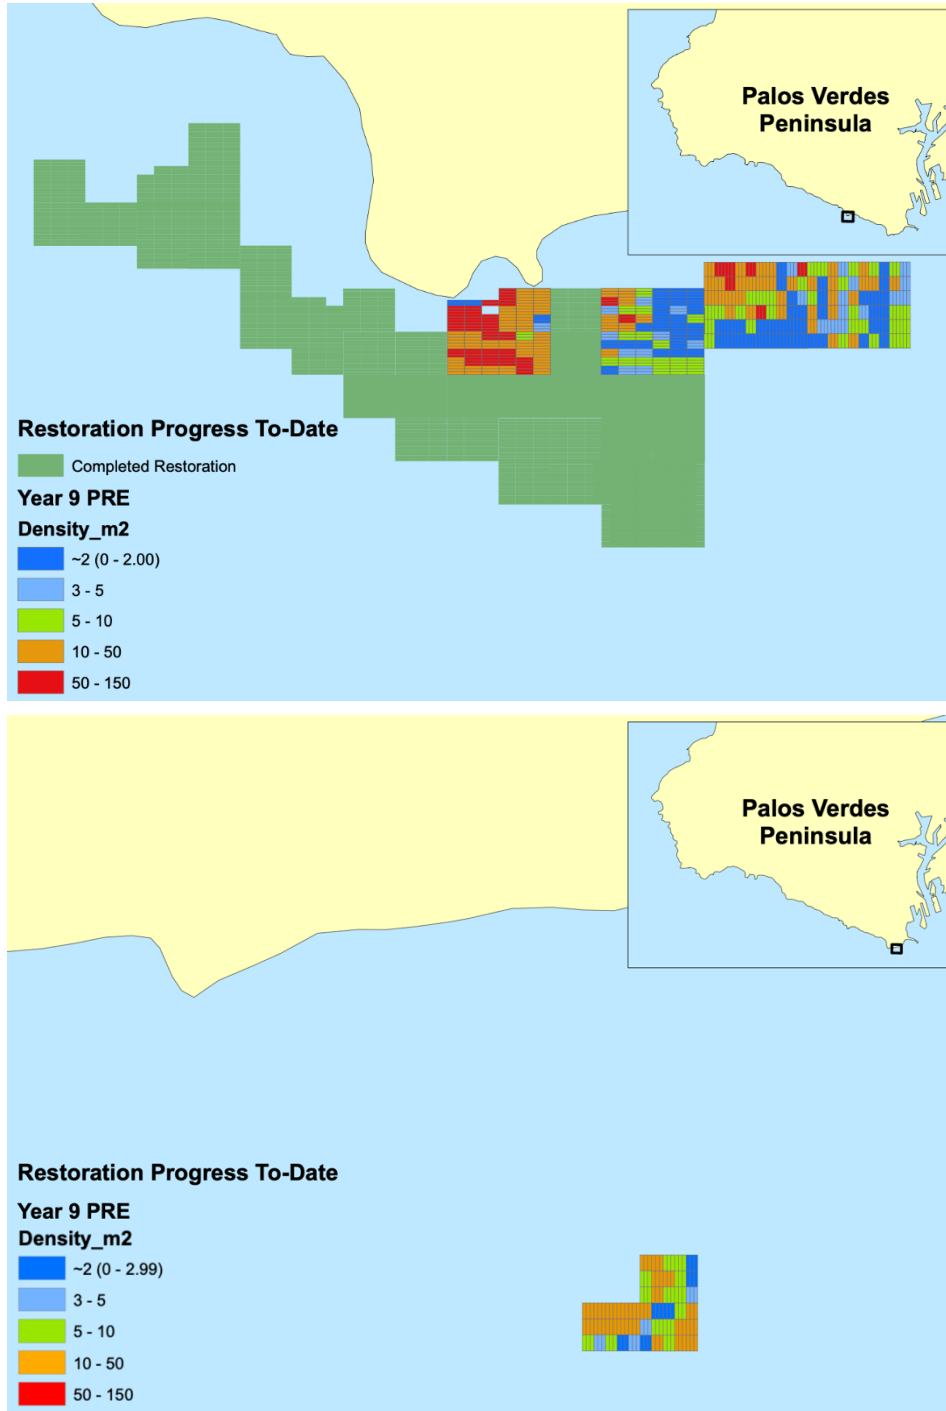 Palos Verdes
Peninsula
Restoration Progress To-Date
Completed Restoration
Year 9 PRE
Density_m2
~2 (0 - 2.00)
3 - 5
5 - 10
10 - 50
50 - 150
Palos Verdes
Peninsula
Restoration Progress To-Date
Year 9 PRE
Density_m2
~2 (0 - 2.99)
3 - 5
5 - 10
10 - 50
50 - 150